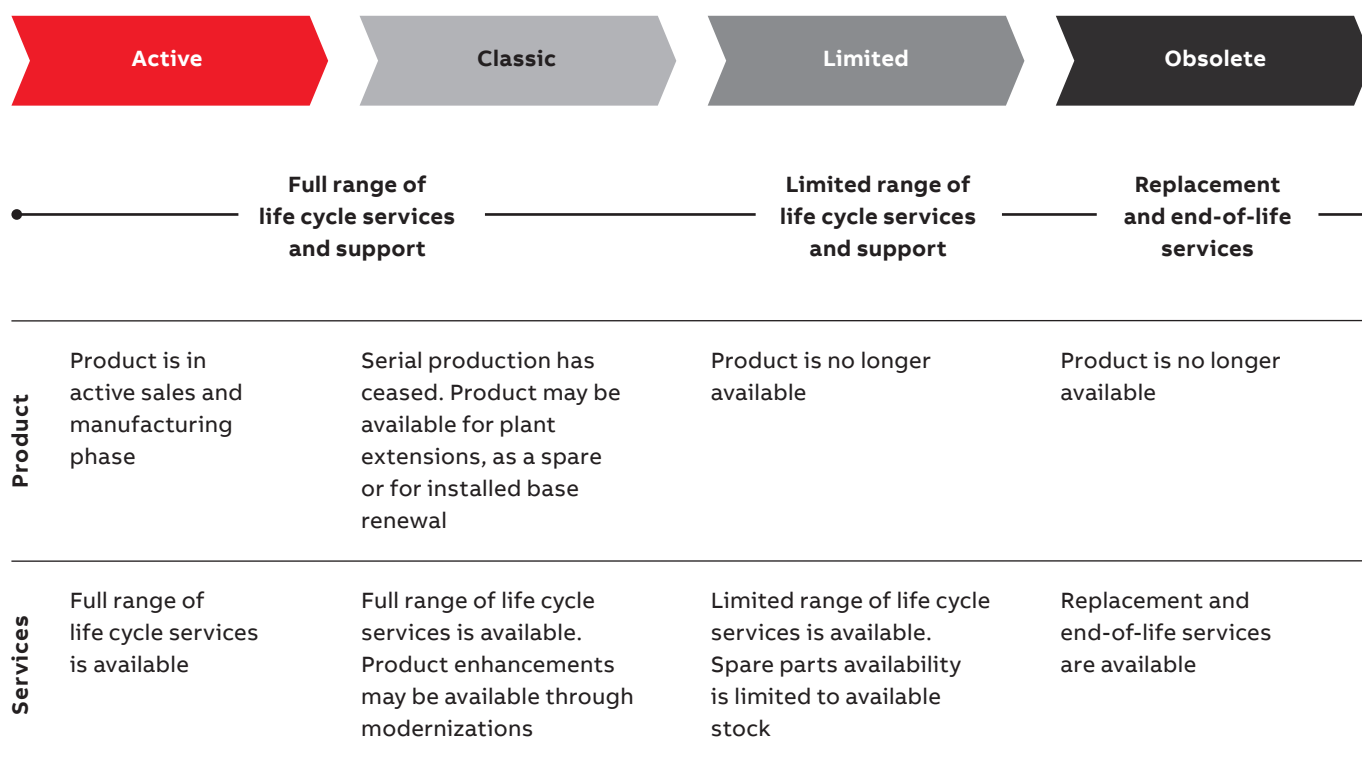 Active
Classic
Limited
Obsolete
Full range of
life cycle services
and support
Limited range of
life cycle services
and support
Replacement
and end-of-life
services
Product
Product is in
active sales and
manufacturing
phase
Serial production has
ceased. Product may be
available for plant
extensions, as a spare
or for installed base
renewal
Product is no longer
available
Product is no longer
available
Services
Full range of
life cycle services
is available
Full range of life cycle
services is available.
Product enhancements
may be available through
modernizations
Limited range of life cycle
services is available.
Spare parts availability
is limited to available
stock
Replacement and
end-of-life services
are available